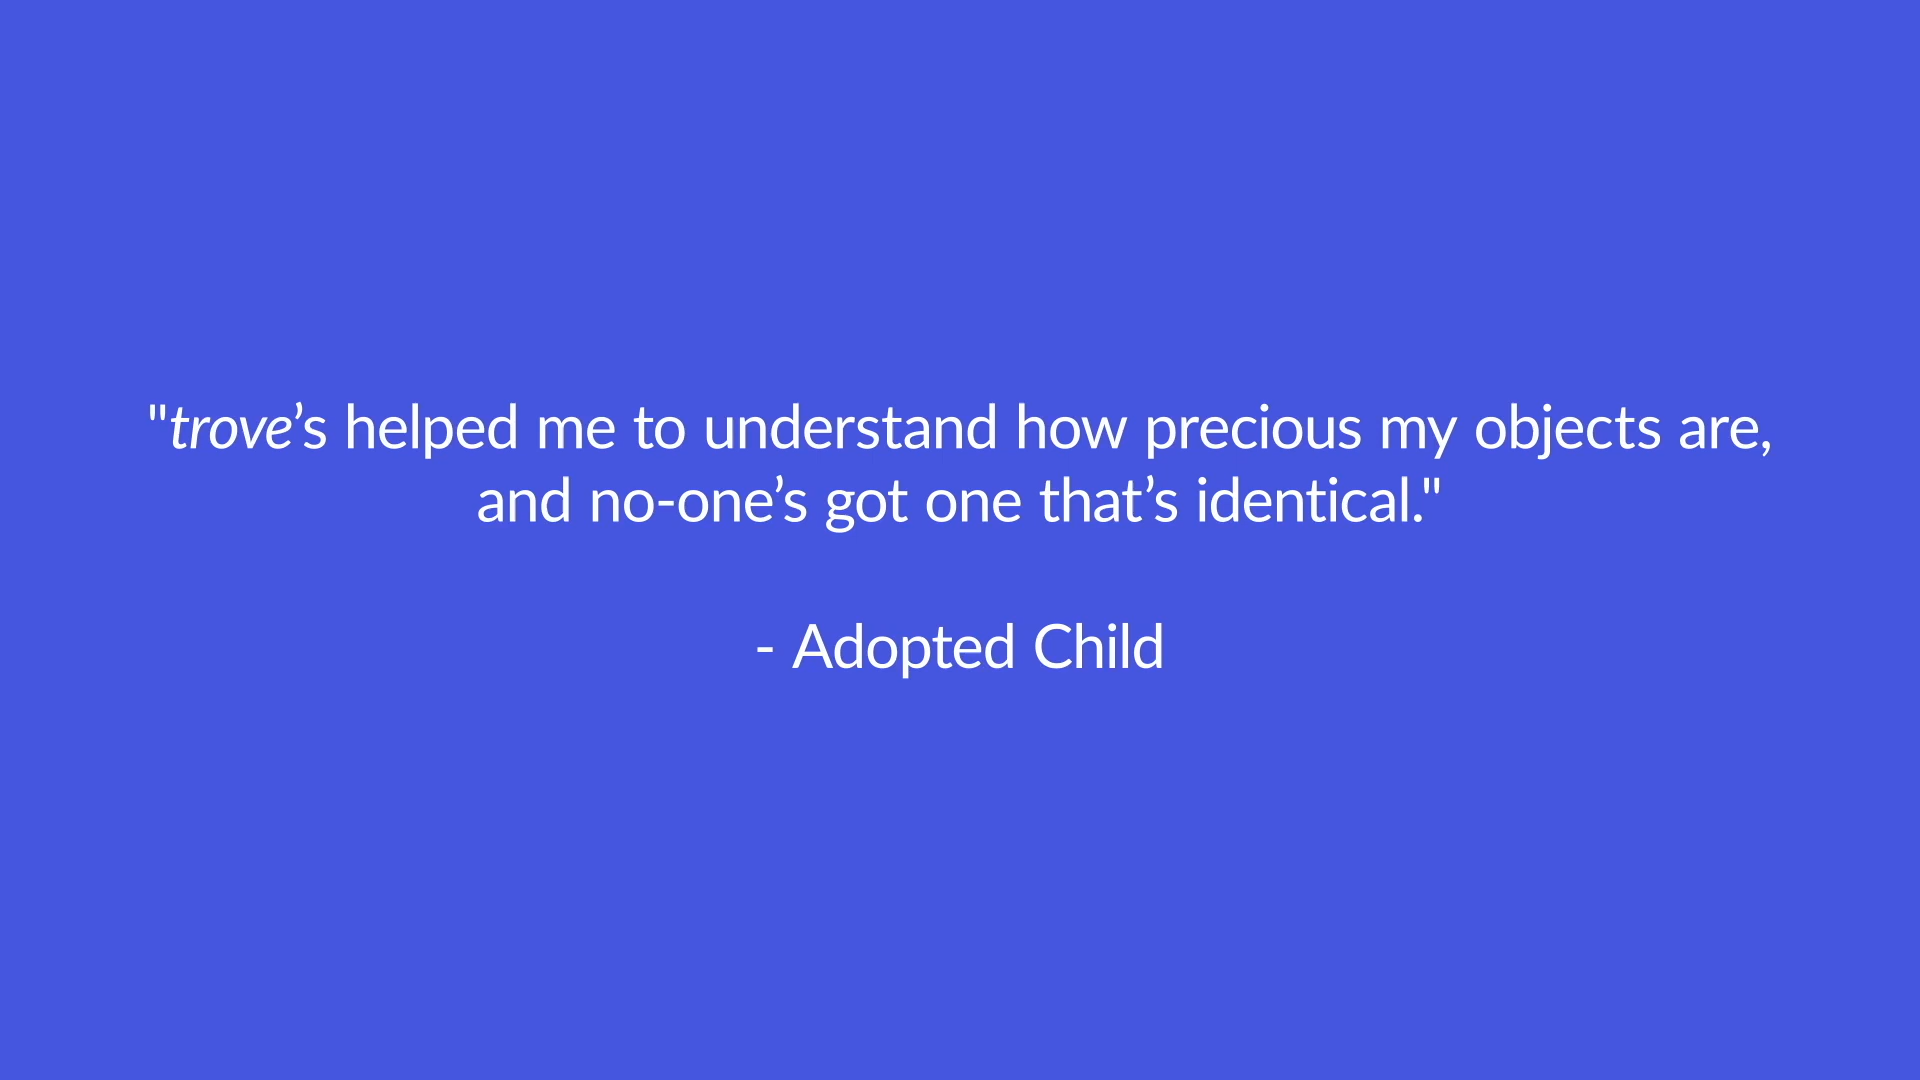 "trove’s helped me to understand how precious my objects are,
and no-one’s got one that’s identical."
- Adopted Child